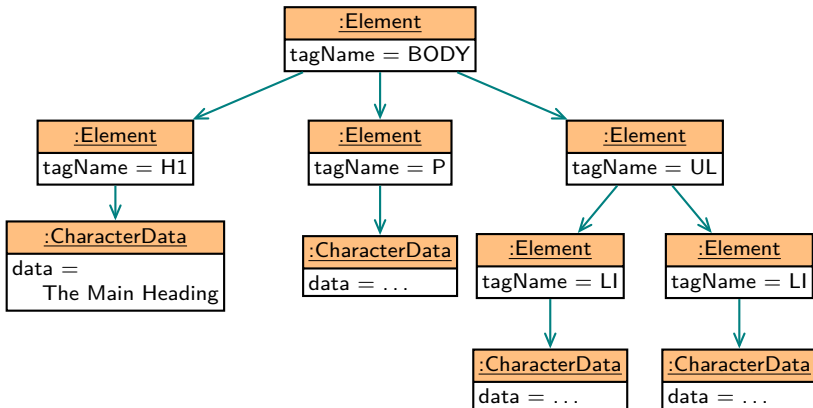 :Element
tagName = BODY
:Element
tagName = H1
:Element
tagName = P
:Element
tagName = UL
:CharacterData
data =
The Main Heading
:CharacterData
data = ...
:Element
tagName = LI
:Element
tagName = LI
:CharacterData
data = ...
:CharacterData
data = ...